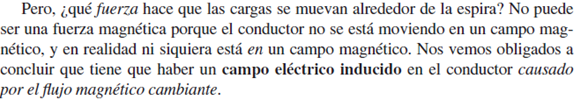 Pero, ¿qué fuerza hace que las cargas se muevan alrededor de la espira? No puede
ser una fuerza magnética porque el conductor no se está moviendo en un campo mag-
nético, y en realidad ni siquiera está en un campo magnético. Nos vemos obligados a
concluir que tiene que haber un campo eléctrico inducido en el conductor causado
por el flujo magnético cambiante.